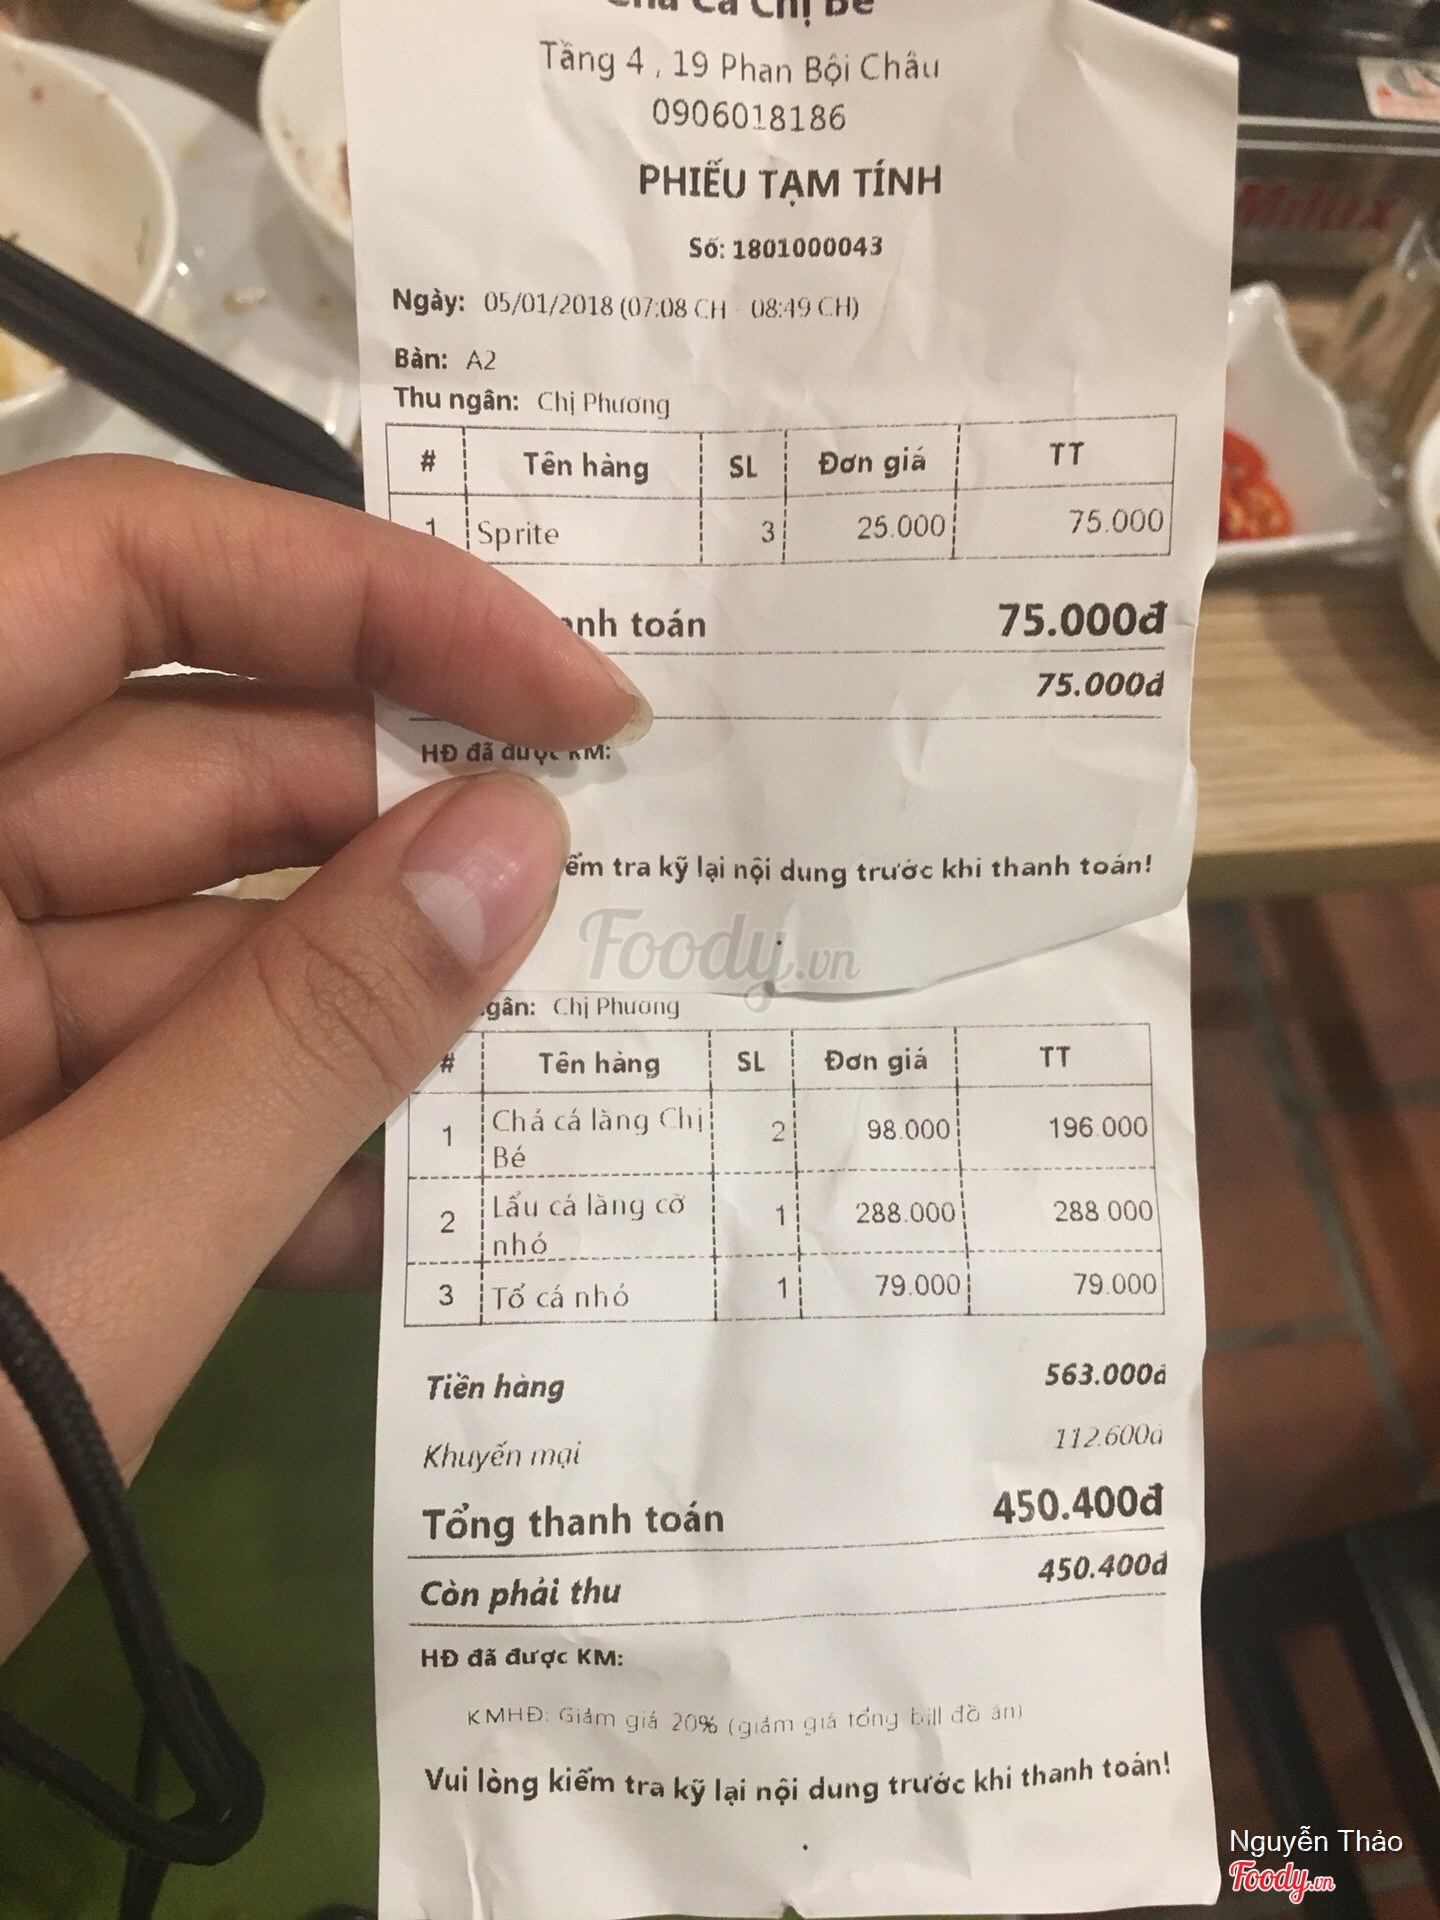 Chả Cá Chị Bé
Tầng 4 , 19 Phan Bội Châu
0906018186
PHIẾU TẠM TÍNH
Số: 1801000043
Ngày: 05/01/2018 (07:08 CH - 08:49 CH)
Bàn: A2
Thu ngân: Chị Phương
# Tên hàng SL Đơn giá TT
1 Sprite 3 25.000 75.000
anh toán 75.000đ
75.000đ
HĐ đã được KM:
ểm tra kỹ lại nội dung trước khi thanh toán!
Foody.vn
gân: Chị Phương
# Tên hàng SL Đơn giá TT
1 Chả cá lăng Chị 2 98.000 196.000
Bé
2 Lẩu cá lăng cỡ 1 288.000 288.000
nhỏ
3 Tổ cá nhỏ 1 79.000 79.000
Tiền hàng 563.000đ
Khuyến mại 112.600đ
Tổng thanh toán 450.400đ
Còn phải thu 450.400đ
HĐ đã được KM:
KMHĐ: Giảm giá 20% (giảm giá tổng bill đồ ăn)
Vui lòng kiểm tra kỹ lại nội dung trước khi thanh toán!
Nguyễn Thảo
Foody.vn